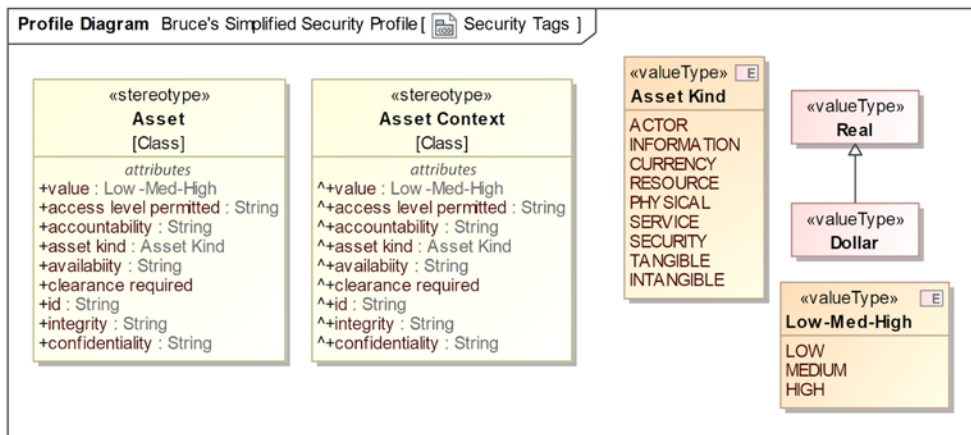 Profile Diagram Bruce's Simplified Security Profile [ Security Tags ]
«stereotype»
Asset
[Class]
attributes
+value : Low -Med-High
+access level permitted : String
+accountability : String
+asset kind : Asset Kind
+availabiity : String
+clearance required
+id : String
+integrity : String
+confidentiality : String
«stereotype»
Asset Context
[Class]
attributes
^+value : Low -Med-High
^+access level permitted : String
^+accountability : String
^+asset kind : Asset Kind
^+availabiity : String
^+clearance required
^+id : String
^+integrity : String
^+confidentiality : String
«valueType» E
Asset Kind
ACTOR
INFORMATION
CURRENCY
RESOURCE
PHYSICAL
SERVICE
SECURITY
TANGIBLE
INTANGIBLE
«valueType»
Real
«valueType»
Dollar
«valueType» E
Low-Med-High
LOW
MEDIUM
HIGH